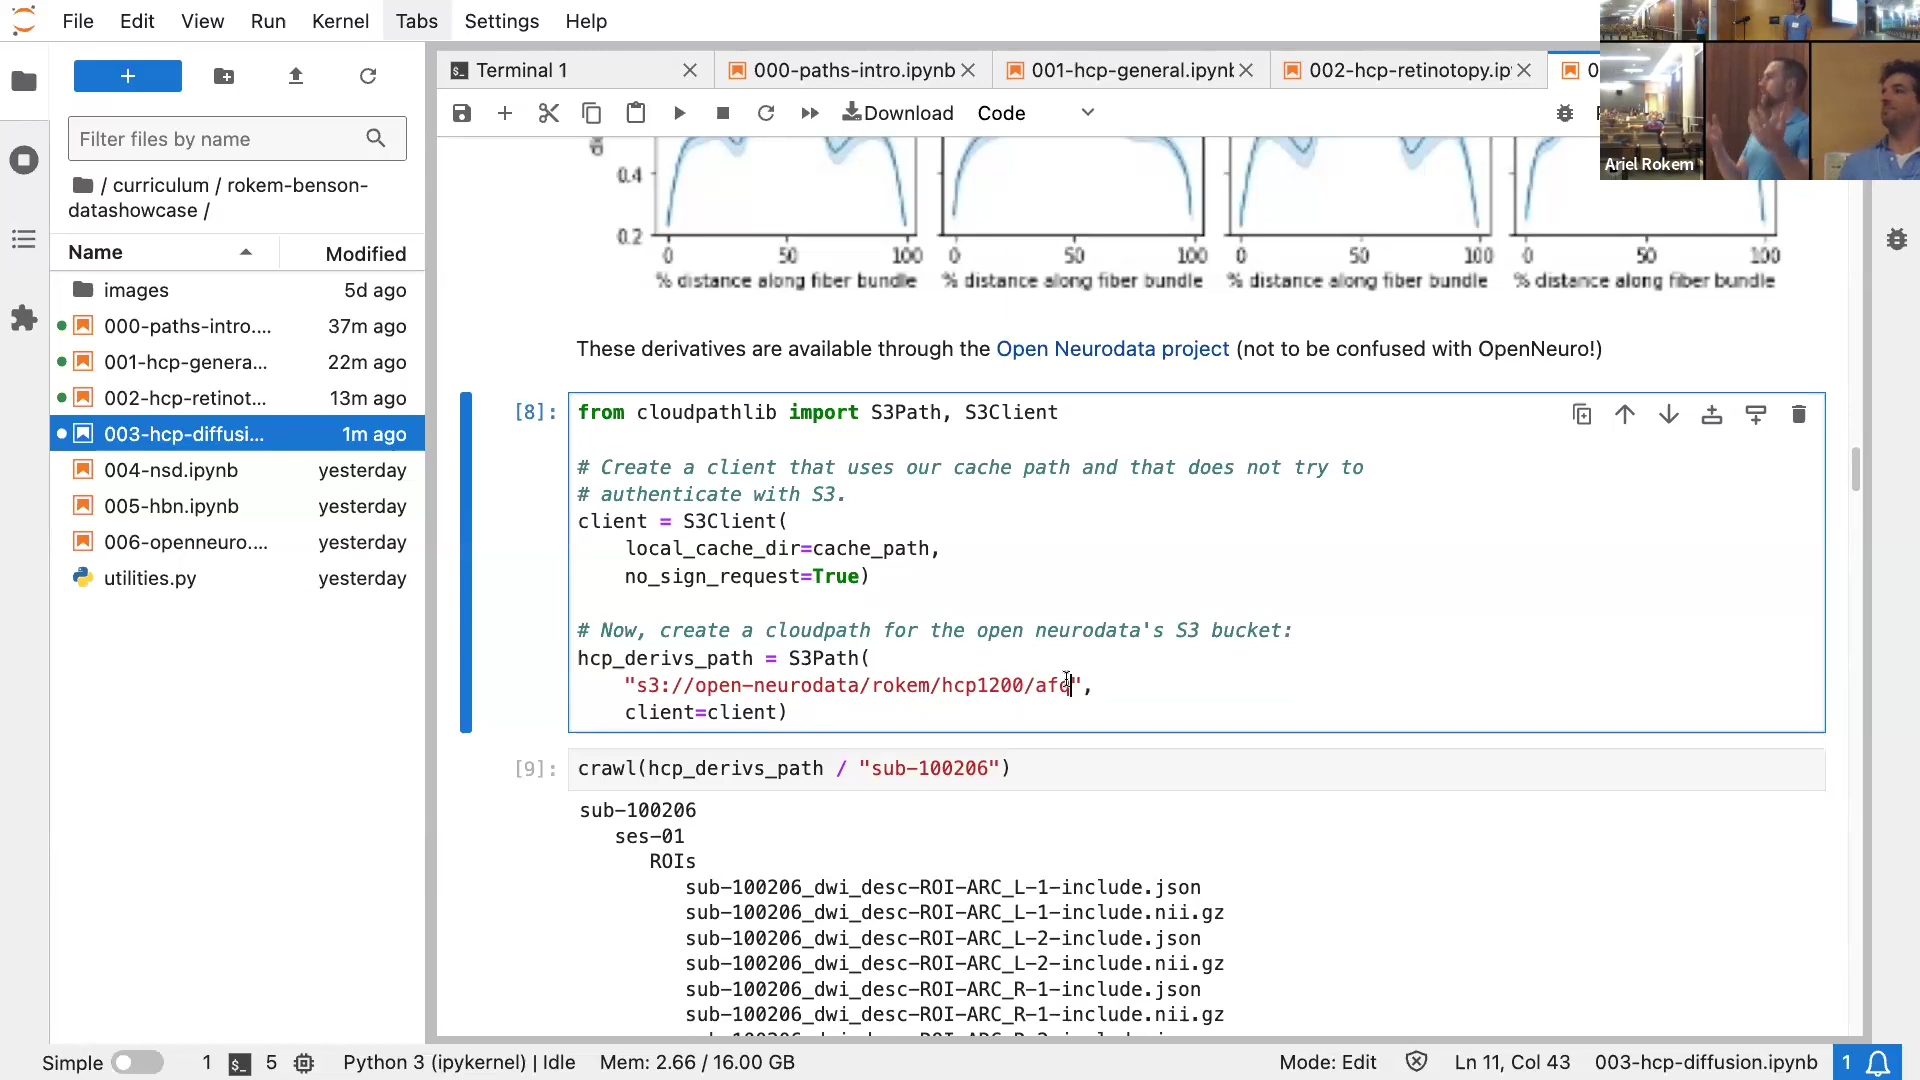 File Edit View Run Kernel Tabs Settings Help
Filter files by name
/ curriculum / rokem-benson-
datashowcase /
Name Modified
images 5d ago
000-paths-intro.... 37m ago
001-hcp-genera... 22m ago
002-hcp-retinot... 13m ago
003-hcp-diffusi... 1m ago
004-nsd.ipynb yesterday
005-hbn.ipynb yesterday
006-openneuro.... yesterday
utilities.py yesterday
Terminal 1 000-paths-intro.ipynb 001-hcp-general.ipynb 002-hcp-retinotopy.ip 0
Download Code
Ariel Rokem
0.4
0.2
0 50 100 0 50 100 0 50 100 0 50 100
% distance along fiber bundle % distance along fiber bundle % distance along fiber bundle % distance along fiber bundle
These derivatives are available through the Open Neurodata project (not to be confused with OpenNeuro!)
[8]: from cloudpathlib import S3Path, S3Client
# Create a client that uses our cache path and that does not try to
# authenticate with S3.
client = S3Client(
local_cache_dir=cache_path,
no_sign_request=True)
# Now, create a cloudpath for the open neurodata's S3 bucket:
hcp_derivs_path = S3Path(
"s3://open-neurodata/rokem/hcp1200/afq",
client=client)
[9]: crawl(hcp_derivs_path / "sub-100206")
sub-100206
ses-01
ROIs
sub-100206_dwi_desc-ROI-ARC_L-1-include.json
sub-100206_dwi_desc-ROI-ARC_L-1-include.nii.gz
sub-100206_dwi_desc-ROI-ARC_L-2-include.json
sub-100206_dwi_desc-ROI-ARC_L-2-include.nii.gz
sub-100206_dwi_desc-ROI-ARC_R-1-include.json
sub-100206_dwi_desc-ROI-ARC_R-1-include.nii.gz
Simple 1 5 Python 3 (ipykernel) | Idle Mem: 2.66 / 16.00 GB Mode: Edit Ln 11, Col 43 003-hcp-diffusion.ipynb 1